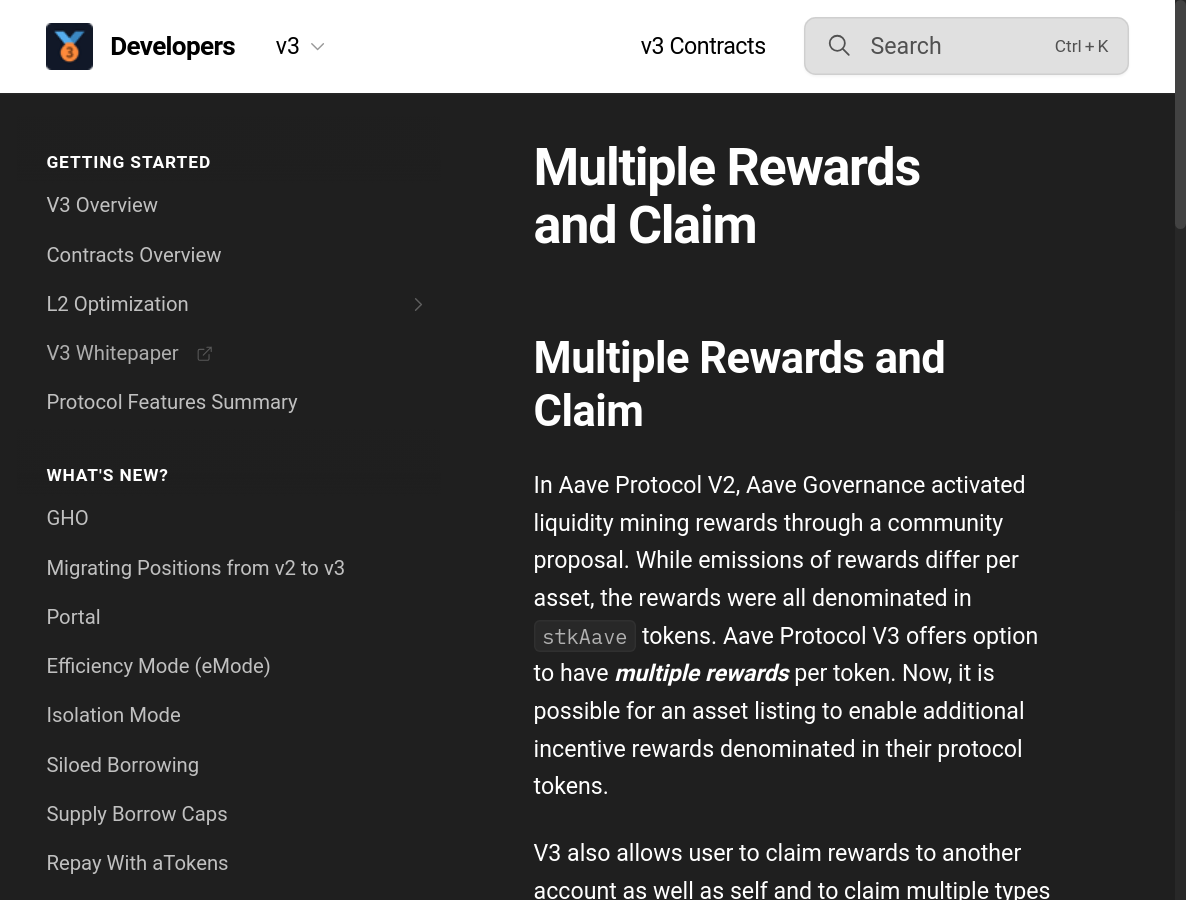 Developers
v3
v3 Contracts
Search
Ctrl + K
GETTING STARTED
V3 Overview
Contracts Overview
L2 Optimization
V3 Whitepaper
Protocol Features Summary
WHAT'S NEW?
GHO
Migrating Positions from v2 to v3
Portal
Efficiency Mode (eMode)
Isolation Mode
Siloed Borrowing
Supply Borrow Caps
Repay With aTokens
Multiple Rewards
and Claim
Multiple Rewards and
Claim
In Aave Protocol V2, Aave Governance activated
liquidity mining rewards through a community
proposal. While emissions of rewards differ per
asset, the rewards were all denominated in
stkAave tokens. Aave Protocol V3 offers option
to have multiple rewards per token. Now, it is
possible for an asset listing to enable additional
incentive rewards denominated in their protocol
tokens.
V3 also allows user to claim rewards to another
account as well as self and to claim multiple types